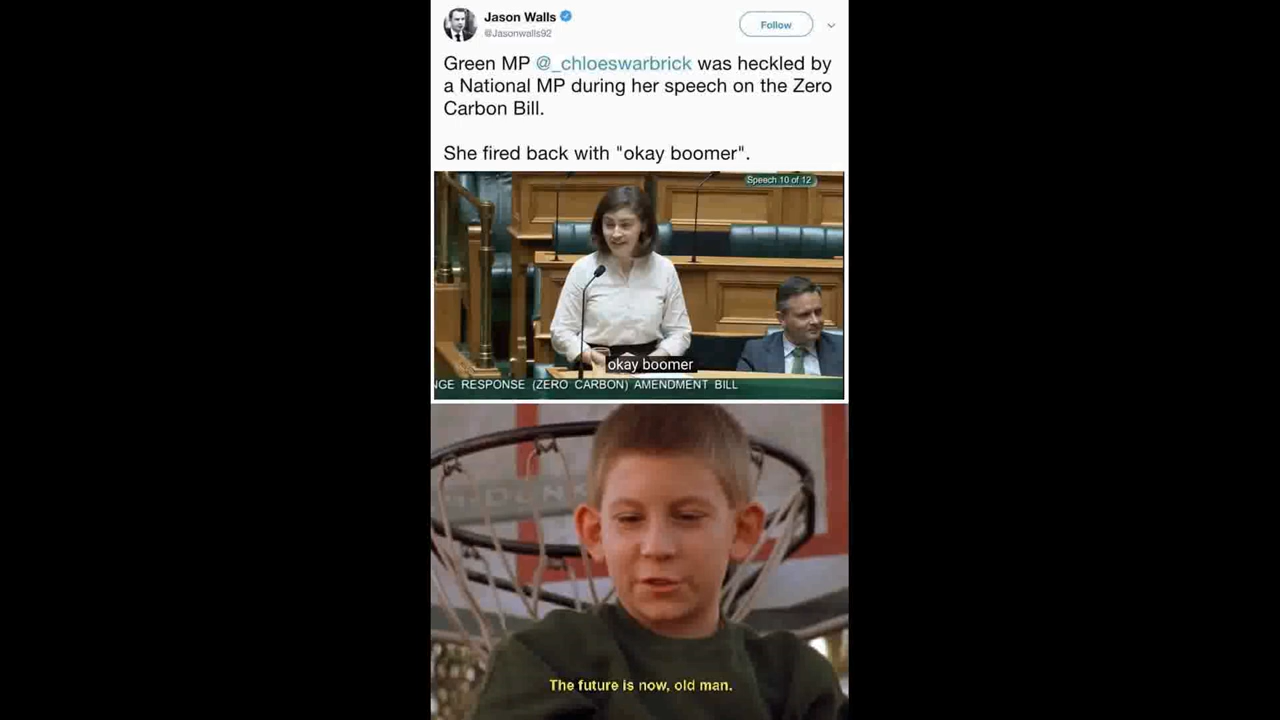 Jason Walls
@Jasonwalls92
Follow
Green MP @_chloeswarbrick was heckled by
a National MP during her speech on the Zero
Carbon Bill.
She fired back with "okay boomer".
Speech 10 of 12
okay boomer
NGE RESPONSE (ZERO CARBON) AMENDMENT BILL
The future is now, old man.